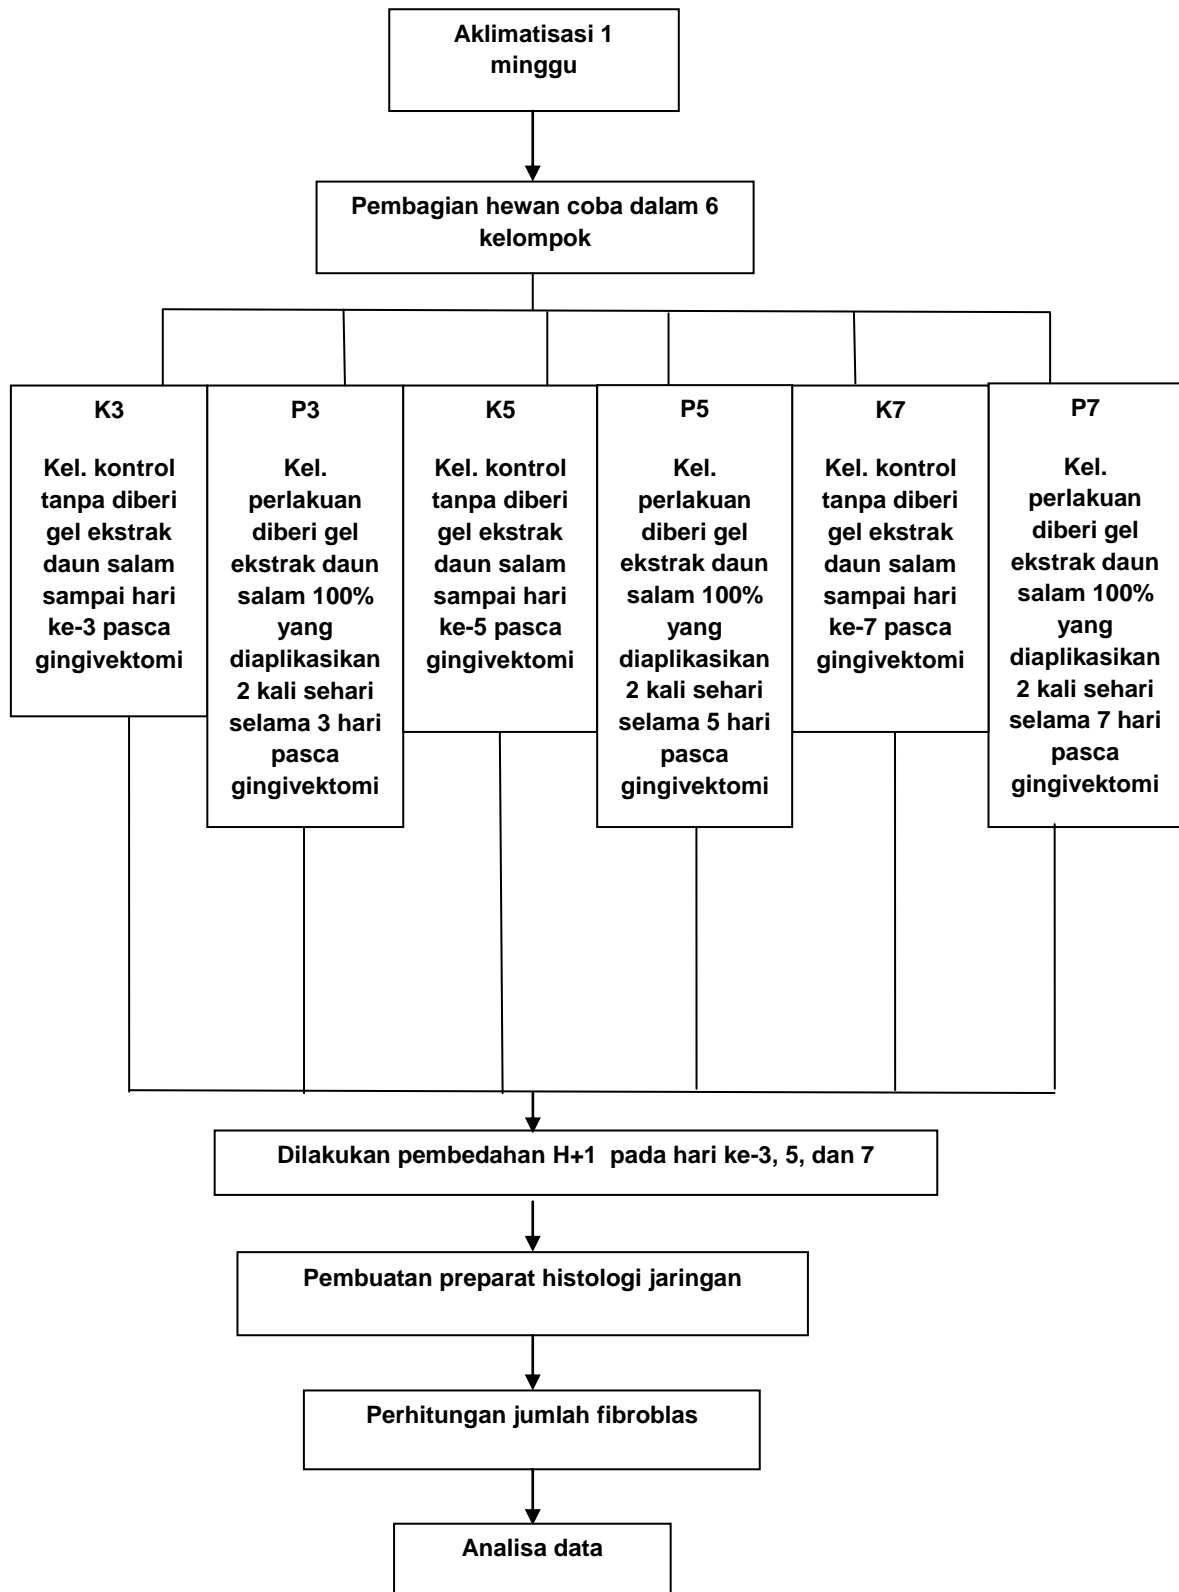 Aklimatisasi 1
minggu
Pembagian hewan coba dalam 6
kelompok
K3
Kel. kontrol
tanpa diberi
gel ekstrak
daun salam
sampai hari
ke-3 pasca
gingivektomi
P3
Kel.
perlakuan
diberi gel
ekstrak daun
salam 100%
yang
diaplikasikan
2 kali sehari
selama 3 hari
pasca
gingivektomi
K5
Kel. kontrol
tanpa diberi
gel ekstrak
daun salam
sampai hari
ke-5 pasca
gingivektomi
P5
Kel.
perlakuan
diberi gel
ekstrak daun
salam 100%
yang
diaplikasikan
2 kali sehari
selama 5 hari
pasca
gingivektomi
K7
Kel. kontrol
tanpa diberi
gel ekstrak
daun salam
sampai hari
ke-7 pasca
gingivektomi
P7
Kel.
perlakuan
diberi gel
ekstrak daun
salam 100%
yang
diaplikasikan
2 kali sehari
selama 7 hari
pasca
gingivektomi
Dilakukan pembedahan H+1 pada hari ke-3, 5, dan 7
Pembuatan preparat histologi jaringan
Perhitungan jumlah fibroblas
Analisa data